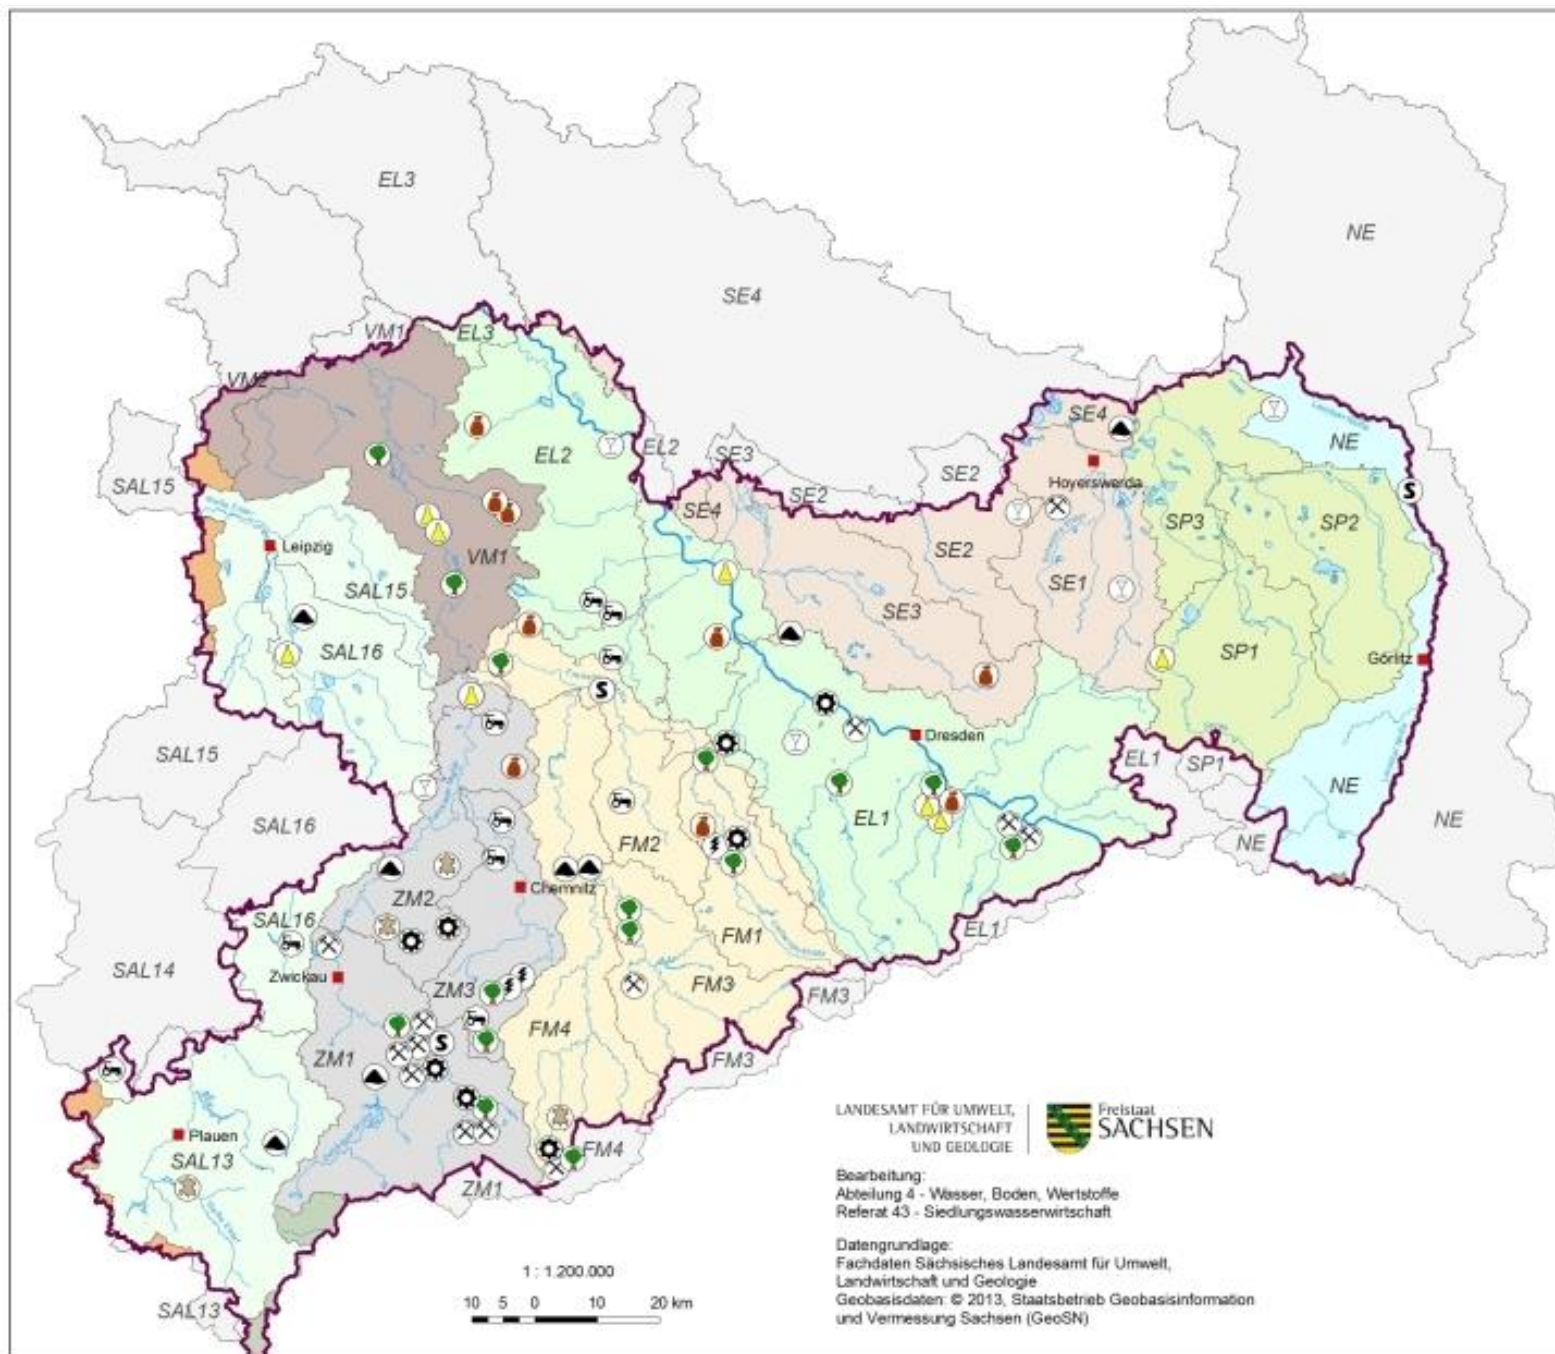 EL3
NE
SE4
VM1
EL3
VM2
SE4
NE
EL2
EL2
SE3
SE2
SE2
SAL15
Hoyerswerda
SE4
SP3
SP2
Leipzig
VM1
SE2
SE1
SAL15
SE3
SAL16
SP1
Görlitz
Dresden
SAL15
EL1
SP1
NE
SAL16
EL1
NE
FM2
NE
Chemnitz
ZM2
SAL16
FM1
EL1
SAL14
Zwickau
ZM3
FM3
FM3
FM4
ZM1
FM3
Plauen
SAL13
FM4
ZM1
SAL13
LANDESAMT FÜR UMWELT,
LANDWIRTSCHAFT
UND GEOLOGIE
Freistaat
SACHSEN
Bearbeitung:
Abteilung 4 - Wasser, Boden, Wertstoffe
Referat 43 - Siedlungswasserwirtschaft
Datengrundlage:
Fachdaten Sächsisches Landesamt für Umwelt,
Landwirtschaft und Geologie
Geobasisdaten: © 2013, Staatsbetrieb Geobasisinformation
und Vermessung Sachsen (GeoSN)
1 : 1.200.000
10 5 0 10 20 km